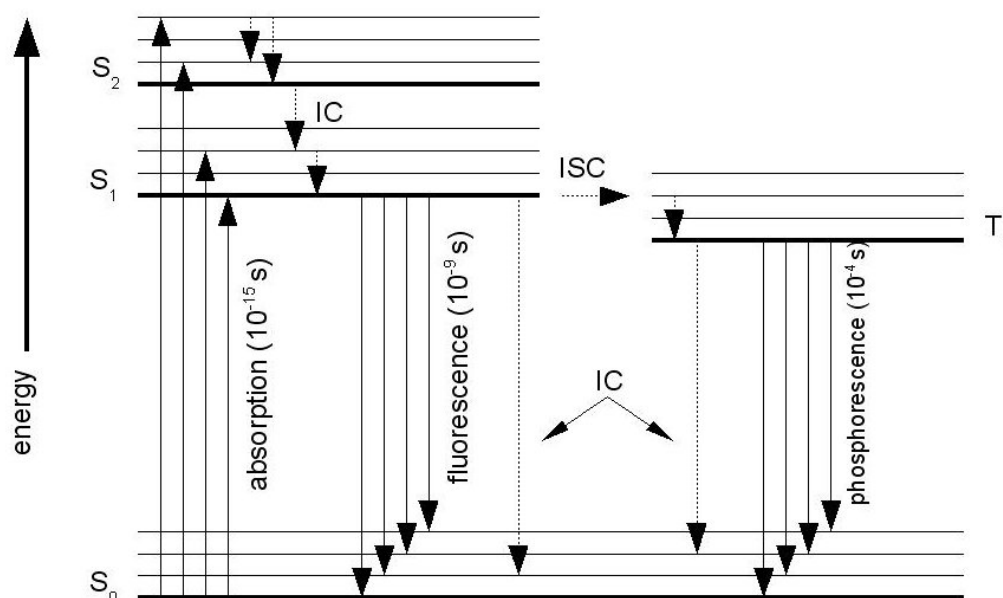 S₂
IC
S₁
ISC
T
absorption (10⁻¹⁵ s)
fluorescence (10⁻⁹ s)
IC
phosphorescence (10⁻⁴ s)
energy
S₀